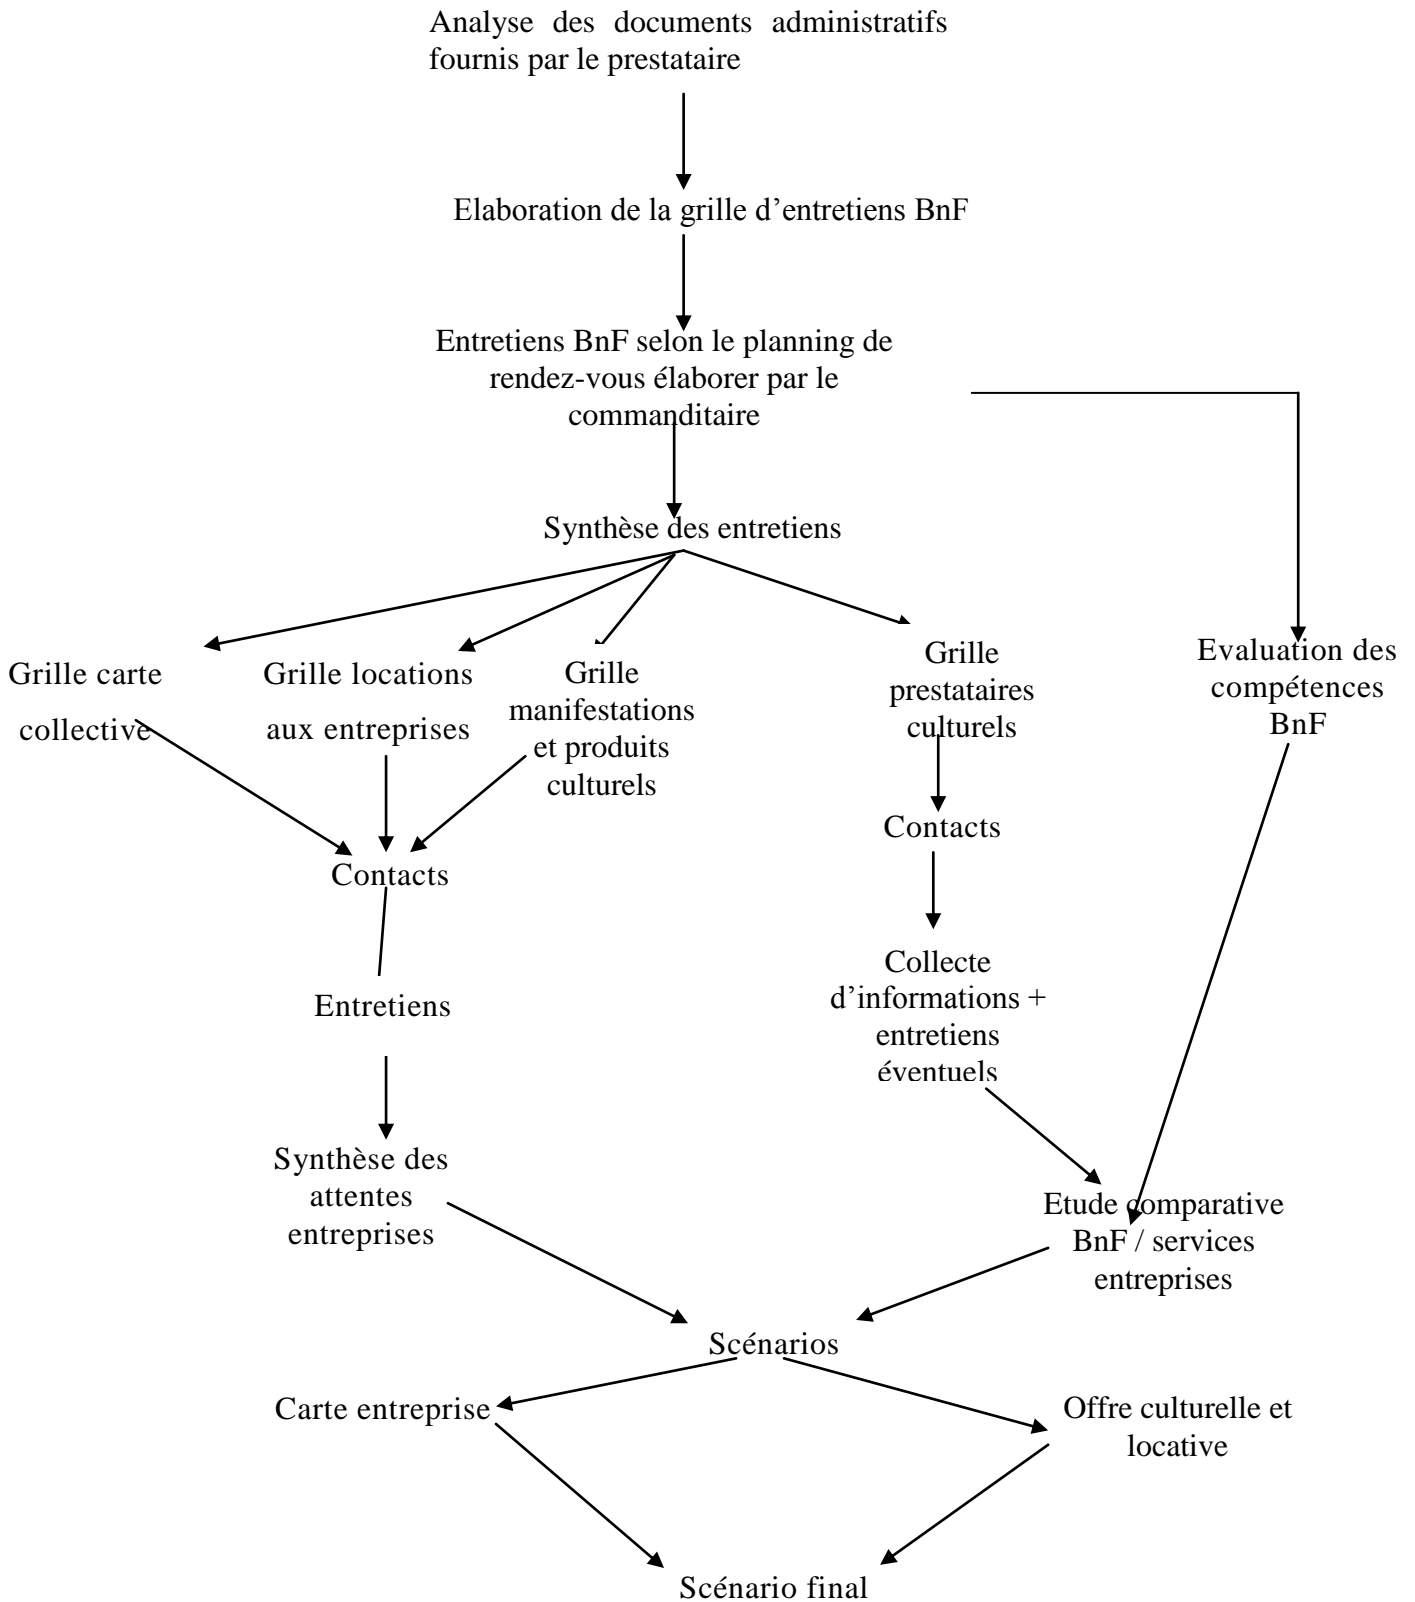 Analyse des documents administratifs
fournis par le prestataire
Elaboration de la grille d’entretiens BnF
Entretiens BnF selon le planning de
rendez-vous élaborer par le
commanditaire
Synthèse des entretiens
Grille carte
collective
Grille locations
aux entreprises
Grille
manifestations
et produits
culturels
Grille
prestataires
culturels
Evaluation des
compétences
BnF
Contacts
Contacts
Entretiens
Collecte
d’informations +
entretiens
éventuels
Synthèse des
attentes
entreprises
Etude comparative
BnF / services
entreprises
Scénarios
Carte entreprise
Offre culturelle et
locative
Scénario final